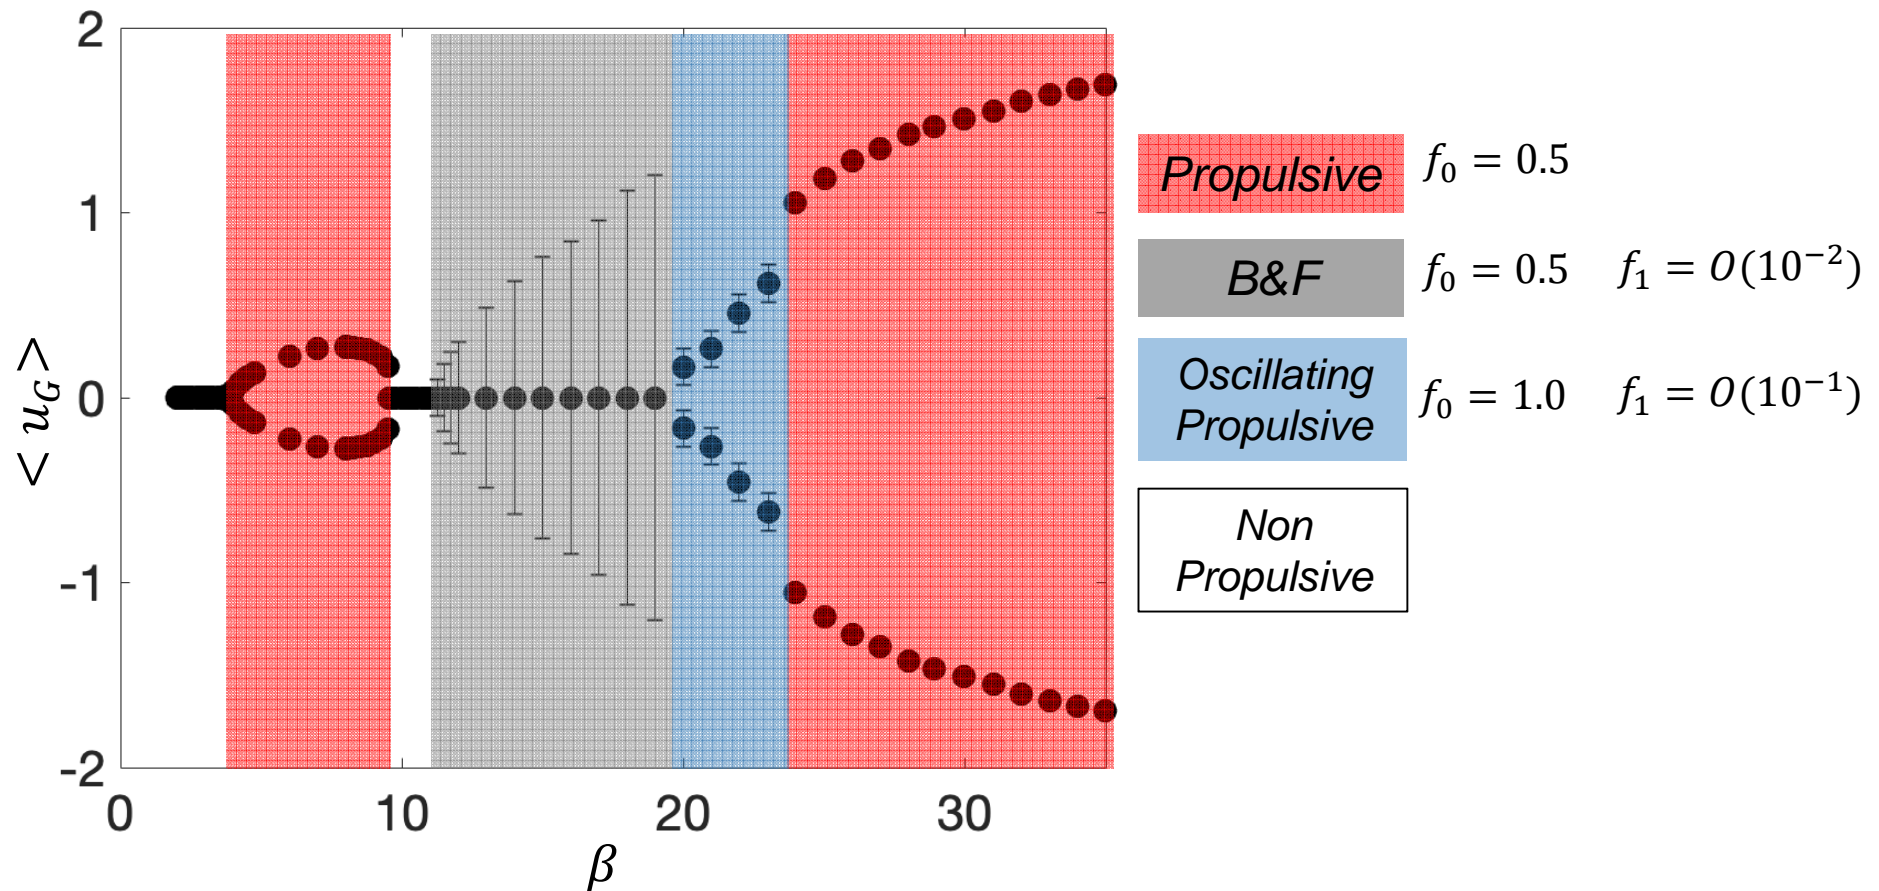 2
1
0
-1
-2
< u_G >
0
10
20
30
β
Propulsive
f₀ = 0.5
B&F
f₀ = 0.5 f₁ = O(10⁻²)
Oscillating
Propulsive
f₀ = 1.0 f₁ = O(10⁻¹)
Non
Propulsive